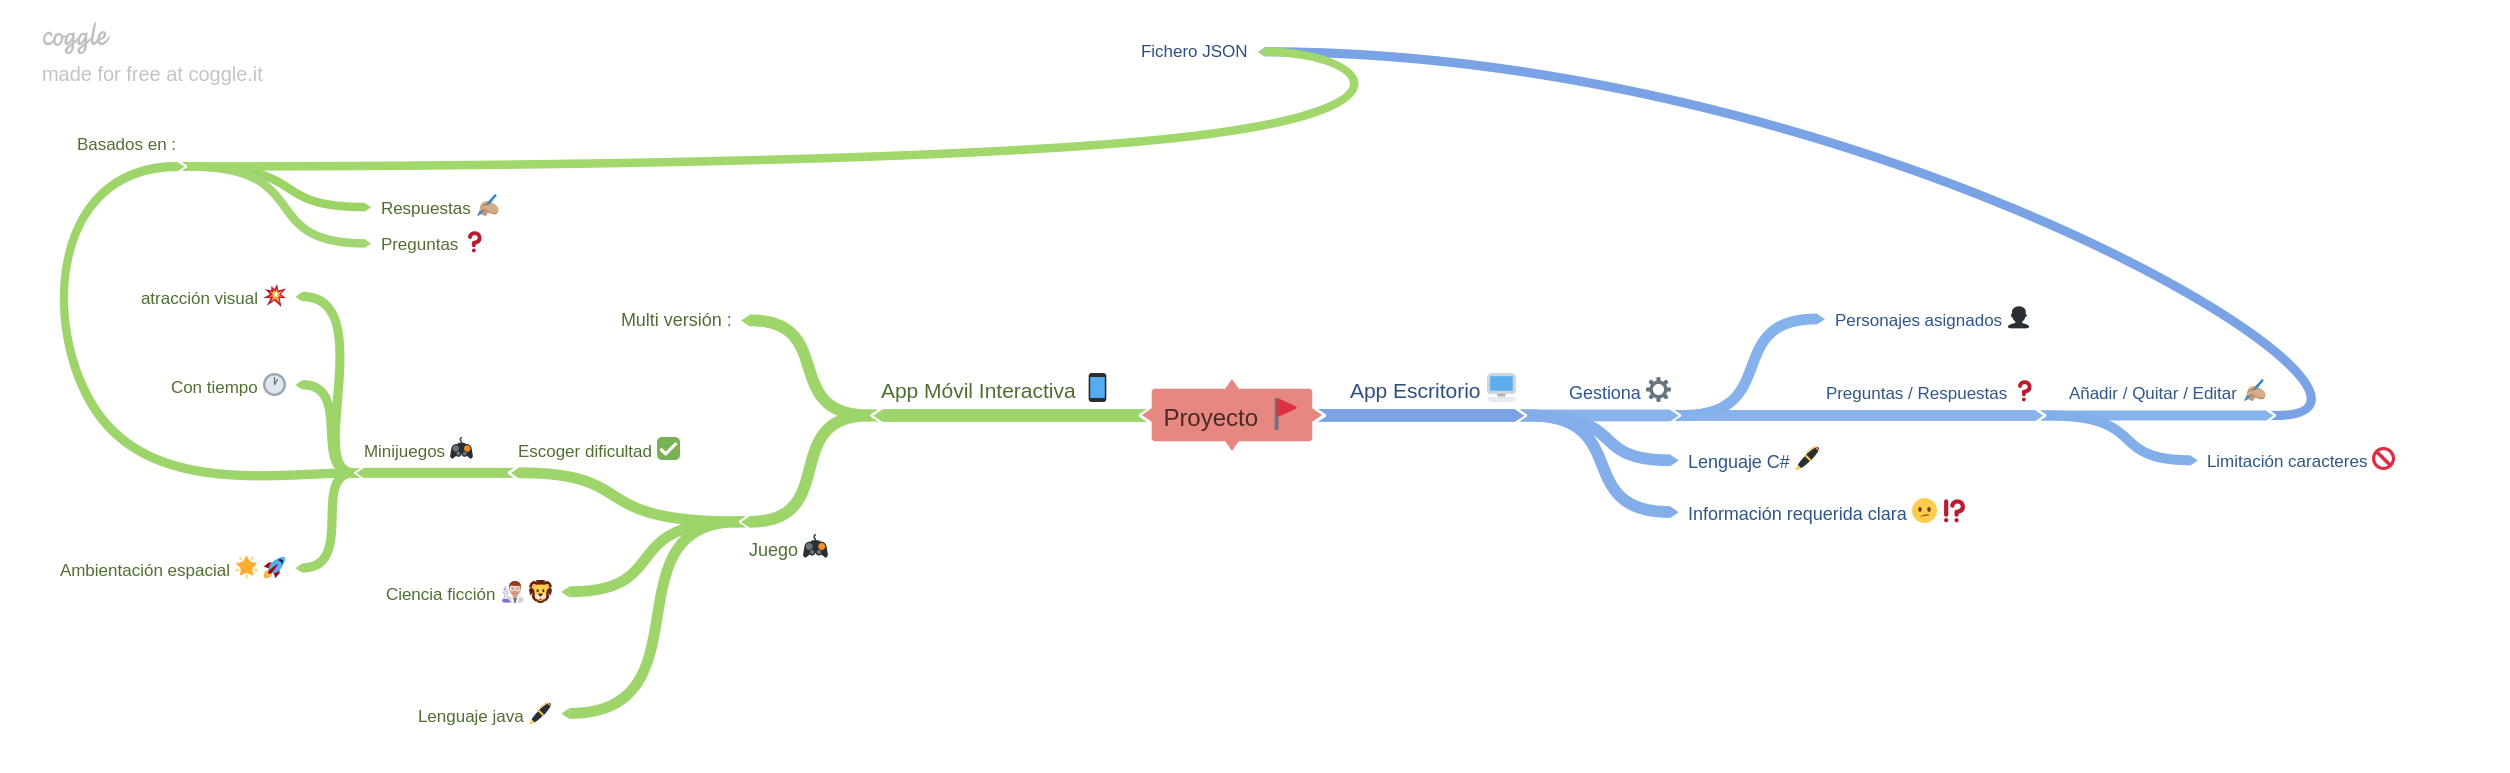 coggle
made for free at coggle.it
Fichero JSON
Basados en :
Respuestas ✍🏼
Preguntas ❓
atracción visual 💥
Con tiempo 🕐
Minijuegos 🎮
Escoger dificultad ✅
Ambientación espacial ☀️ 🚀
Multi versión :
App Móvil Interactiva 📱
Juego 🎮
Ciencia ficción 👨🏼‍🔬 🦁
Lenguaje java 🖋️
Proyecto 🚩
App Escritorio 🖥️
Gestiona ⚙️
Personajes asignados 👤
Preguntas / Respuestas ❓
Añadir / Quitar / Editar ✍🏼
Limitación caracteres 🚫
Lenguaje C# 🖋️
Información requerida clara 🫤 ⁉️